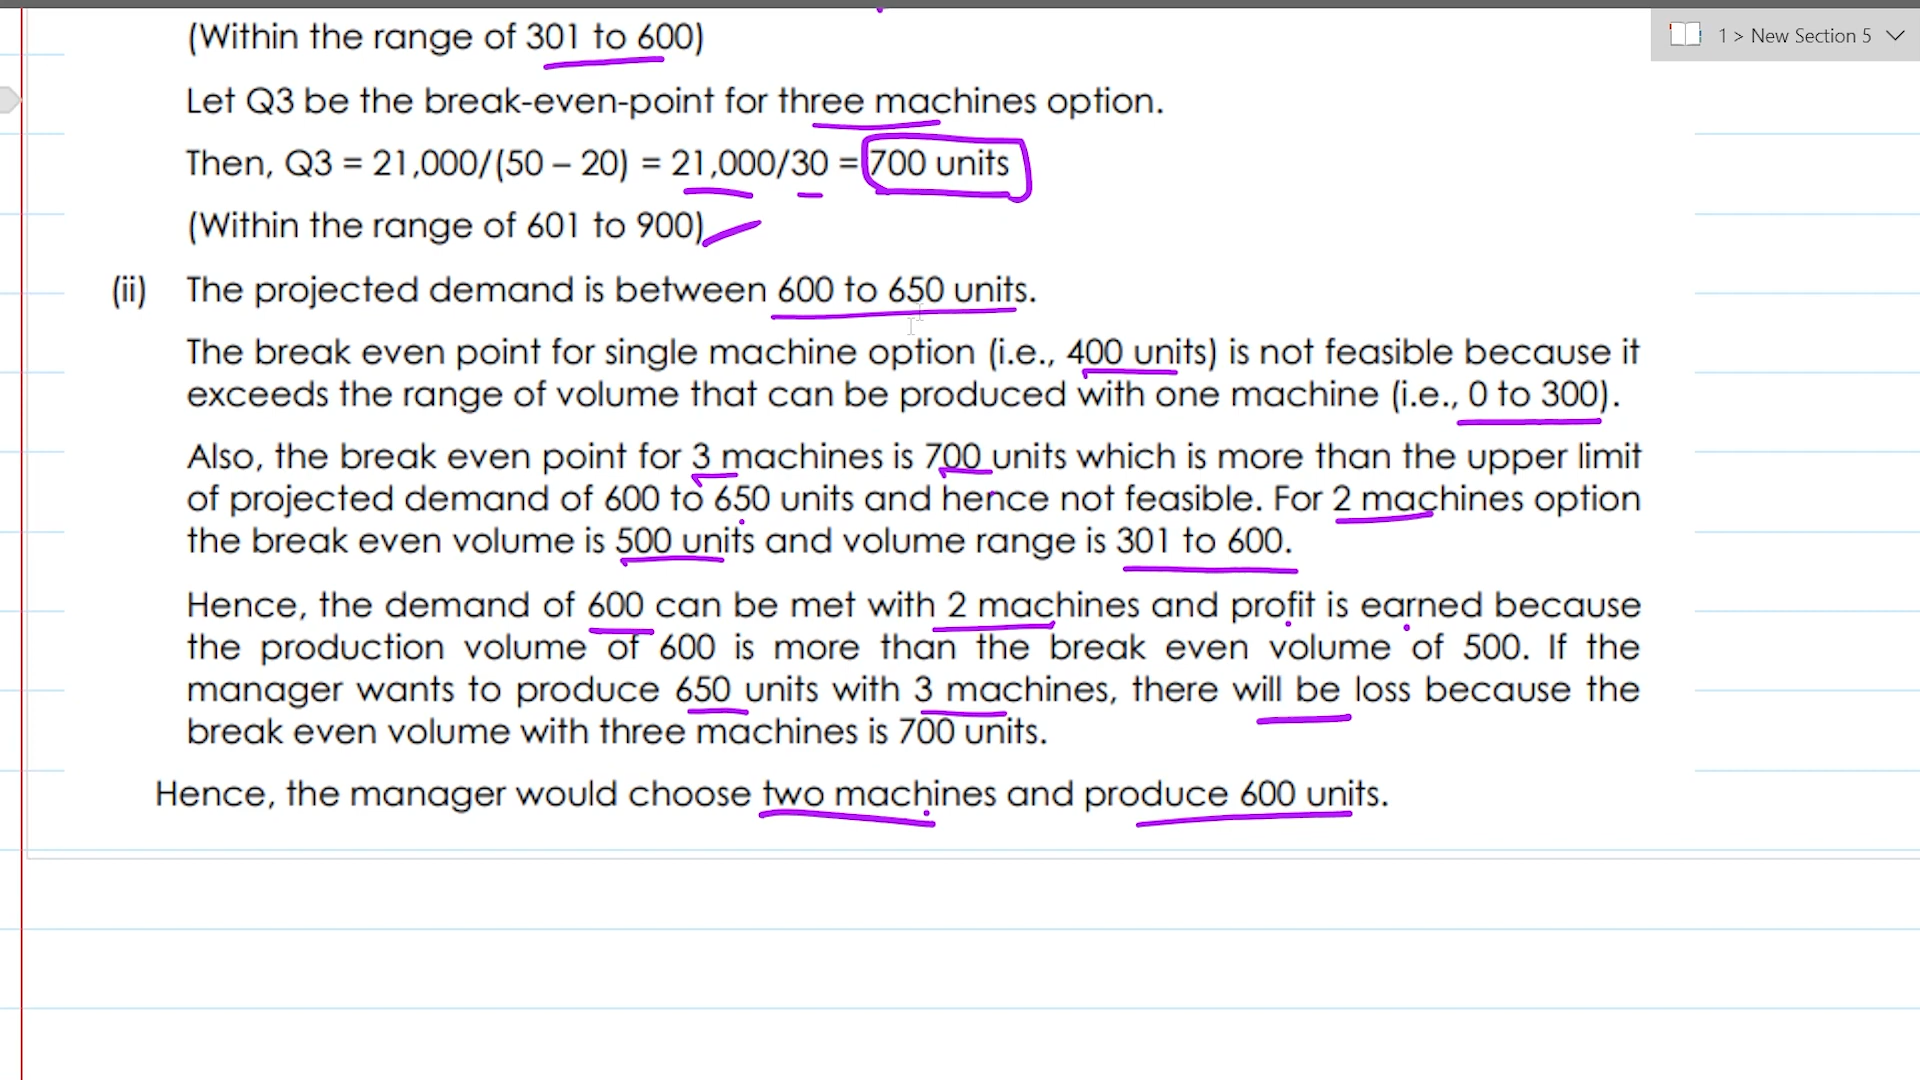 1 > New Section 5
(Within the range of 301 to 600)
Let Q3 be the break-even-point for three machines option.
Then, Q3 = 21,000/(50 – 20) = 21,000/30 = 700 units
(Within the range of 601 to 900)
(ii) The projected demand is between 600 to 650 units.
The break even point for single machine option (i.e., 400 units) is not feasible because it
exceeds the range of volume that can be produced with one machine (i.e., 0 to 300).
Also, the break even point for 3 machines is 700 units which is more than the upper limit
of projected demand of 600 to 650 units and hence not feasible. For 2 machines option
the break even volume is 500 units and volume range is 301 to 600.
Hence, the demand of 600 can be met with 2 machines and profit is earned because
the production volume of 600 is more than the break even volume of 500. If the
manager wants to produce 650 units with 3 machines, there will be loss because the
break even volume with three machines is 700 units.
Hence, the manager would choose two machines and produce 600 units.